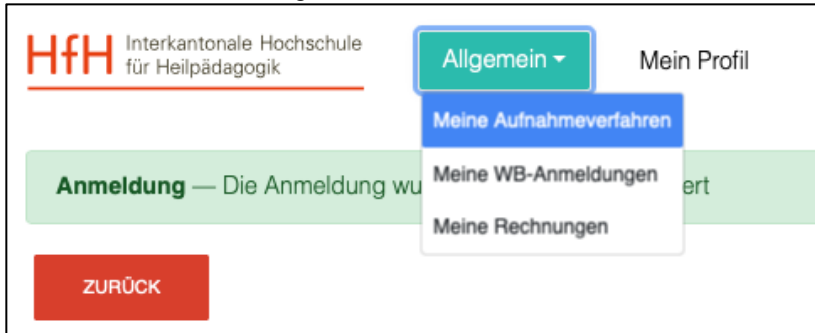 HfH Interkantonale Hochschule
für Heilpädagogik
Allgemein
Mein Profil
Meine Aufnahmeverfahren
Meine WB-Anmeldungen
Meine Rechnungen
Anmeldung — Die Anmeldung wu
ert
ZURÜCK